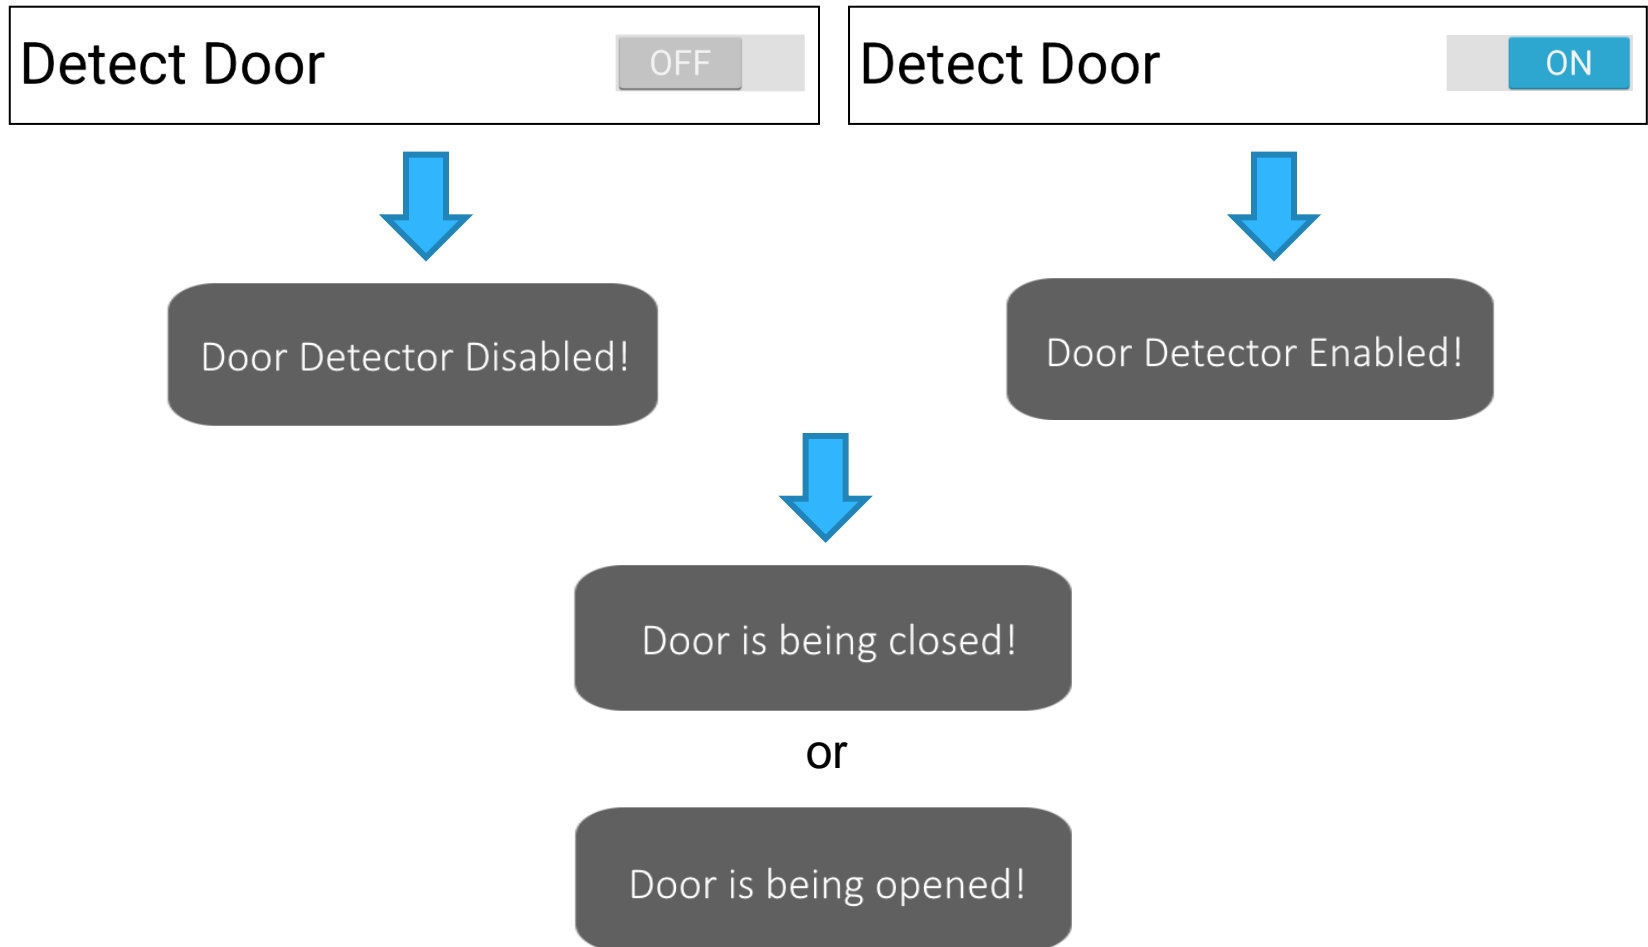 Detect Door OFF
Detect Door ON
Door Detector Disabled!
Door Detector Enabled!
Door is being closed!
or
Door is being opened!